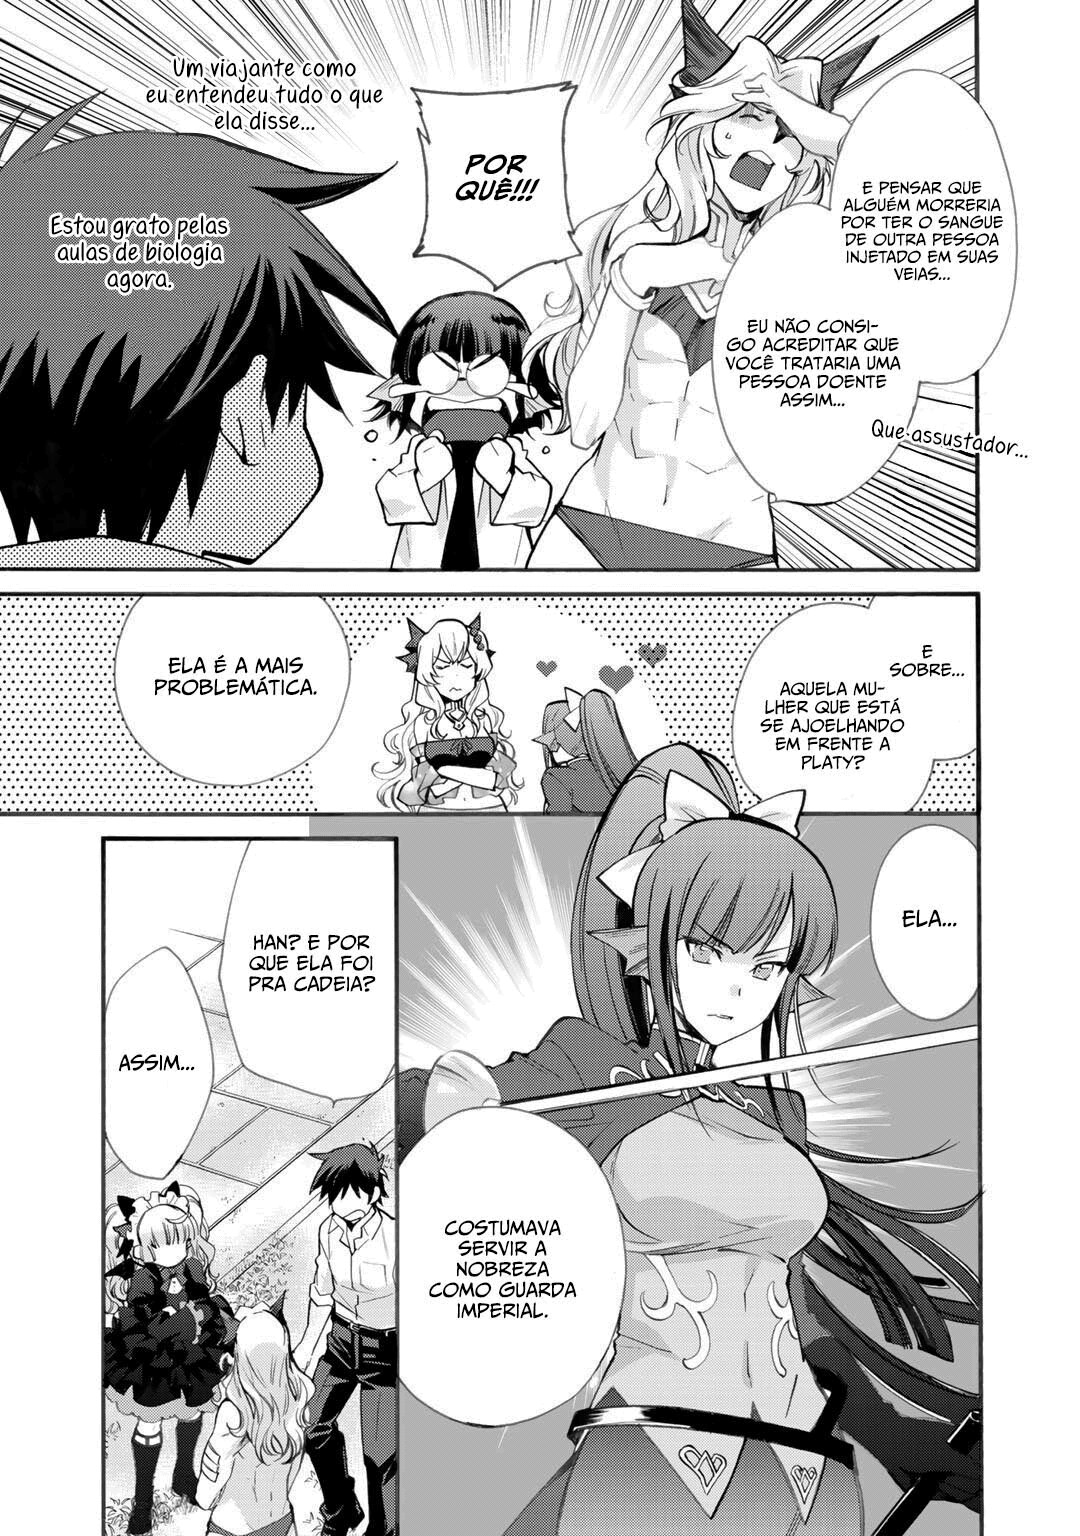 E PENSAR QUE
ALGUÉM MORRERIA
POR TER O SANGUE
DE OUTRA PESSOA
INJETADO EM SUAS
VEIAS...
EU NÃO CONSI-
GO ACREDITAR QUE
VOCÊ TRATARIA UMA
PESSOA DOENTE
ASSIM...
Que assustador...
POR
QUÊ!!!
Um viajante como
eu entendeu tudo o que
ela disse...
Estou grato pelas
aulas de biologia
agora.
E
SOBRE...
AQUELA MU-
LHER QUE ESTÁ
SE AJOELHANDO
EM FRENTE A
PLATY?
ELA É A MAIS
PROBLEMÁTICA.
ELA...
COSTUMAVA
SERVIR A
NOBREZA
COMO GUARDA
IMPERIAL.
HAN? E POR
QUE ELA FOI
PRA CADEIA?
ASSIM...